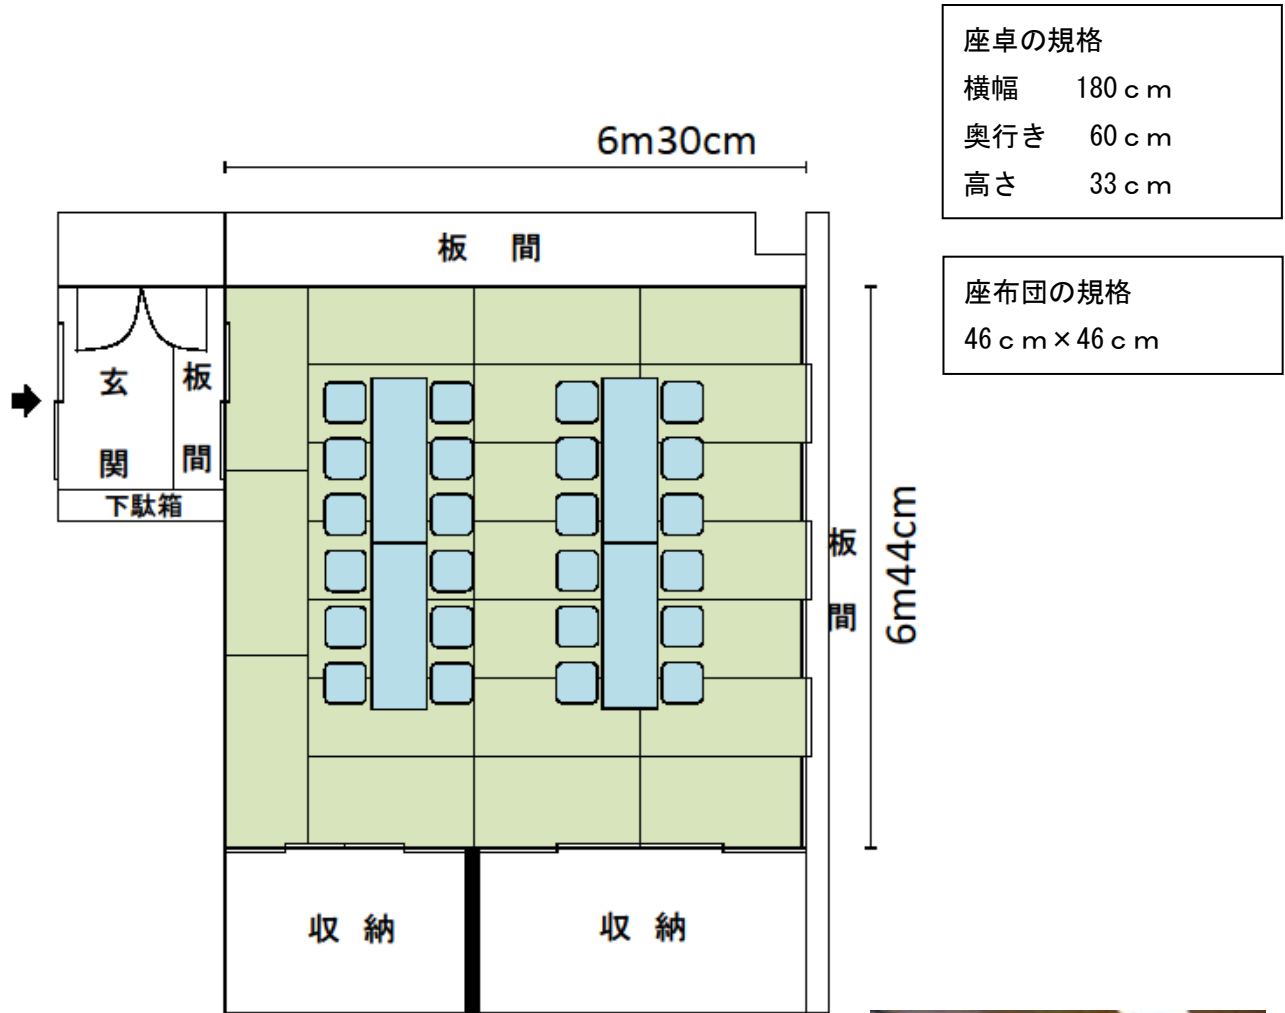 座卓の規格
横幅 180ｃｍ
奥行き 60ｃｍ
高さ 33ｃｍ
座布団の規格
46ｃｍ×46ｃｍ
6m30cm
板 間
玄関
板間
下駄箱
板間
6m44cm
収 納
収 納